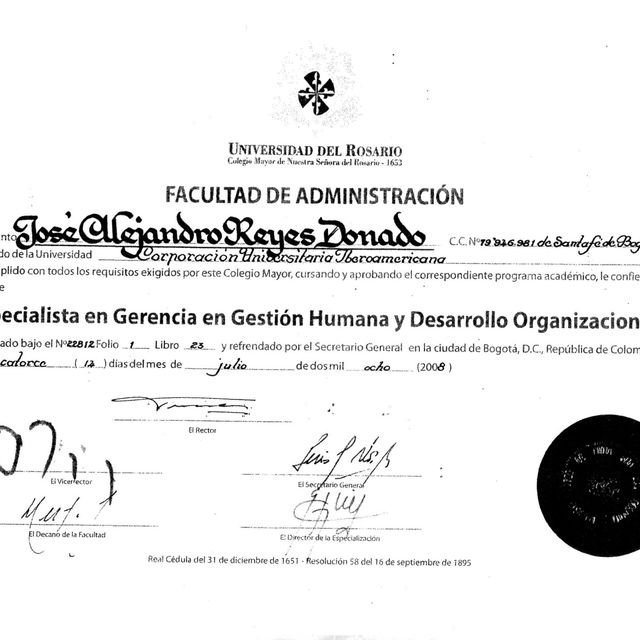 UNIVERSIDAD DEL ROSARIO
Colegio Mayor de Nuestra Señora del Rosario - 1653
FACULTAD DE ADMINISTRACIÓN
nto José Alejandro Reyes Donado C.C. Nº 79'946.981 de Santafé de Bog
do de la Universidad Corporación Universitaria Iberoamericana
plido con todos los requisitos exigidos por este Colegio Mayor, cursando y aprobando el correspondiente programa académico, le confie
e
pecialista en Gerencia en Gestión Humana y Desarrollo Organizacion
ado bajo el Nº 22812 Folio 1 Libro 23 y refrendado por el Secretario General en la ciudad de Bogotá, D.C., República de Colom
catorce ( 14 ) días del mes de julio de dos mil ocho (2008)
El Rector
El Vicerrector
El Secretario General
El Decano de la Facultad
El Director de la Especialización
Real Cédula del 31 de diciembre de 1651 - Resolución 58 del 16 de septiembre de 1895